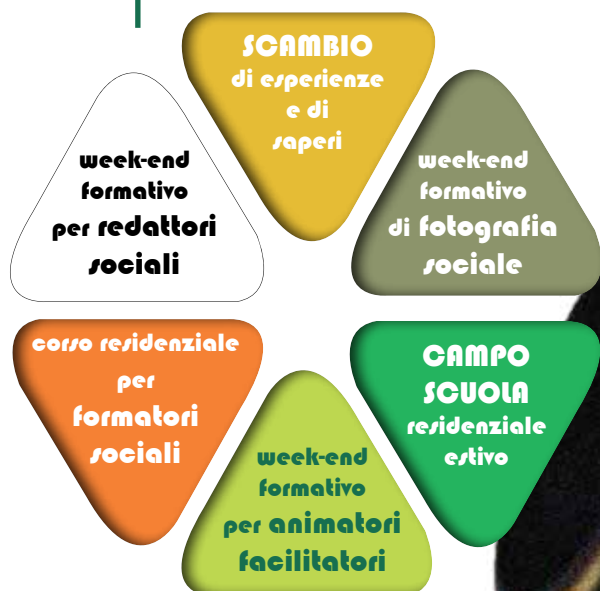 SCAMBIO
di esperienze
e di
saperi
week-end
formativo
per redattori
sociali
week-end
formativo
di fotografia
sociale
corso residenziale
per
formatori
sociali
CAMPO
SCUOLA
residenziale
estivo
week-end
formativo
per animatori
facilitatori